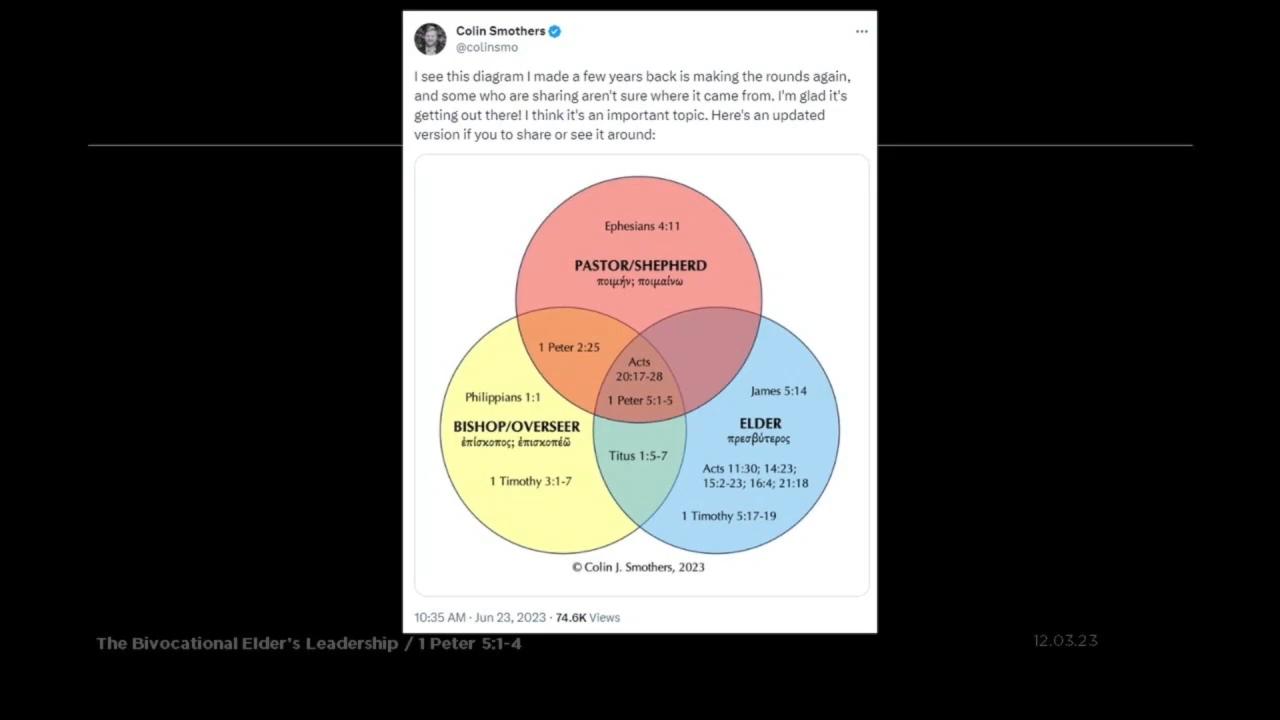 Colin Smothers
@colinsmo
I see this diagram I made a few years back is making the rounds again,
and some who are sharing aren't sure where it came from. I'm glad it's
getting out there! I think it's an important topic. Here's an updated
version if you to share or see it around:
Ephesians 4:11
PASTOR/SHEPHERD
ποιμήν; ποιμαίνω
1 Peter 2:25
Acts
20:17-28
1 Peter 5:1-5
Philippians 1:1
BISHOP/OVERSEER
ἐπίσκοπος; ἐπισκοπέω
1 Timothy 3:1-7
Titus 1:5-7
James 5:14
ELDER
πρεσβύτερος
Acts 11:30; 14:23;
15:2-23; 16:4; 21:18
1 Timothy 5:17-19
© Colin J. Smothers, 2023
10:35 AM · Jun 23, 2023 · 74.6K Views
The Bivocational Elder's Leadership / 1 Peter 5:1-4
12.03.23